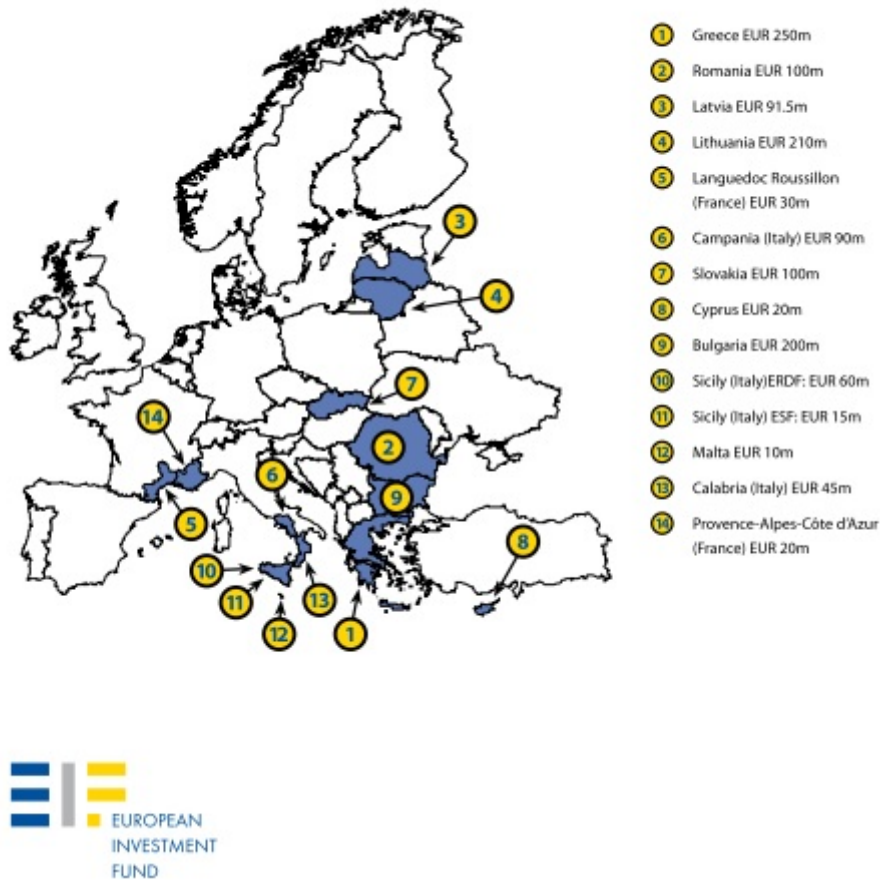 1 Greece EUR 250m
2 Romania EUR 100m
3 Latvia EUR 91.5m
4 Lithuania EUR 210m
5 Languedoc Roussillon
(France) EUR 30m
6 Campania (Italy) EUR 90m
7 Slovakia EUR 100m
8 Cyprus EUR 20m
9 Bulgaria EUR 200m
10 Sicily (Italy)ERDF: EUR 60m
11 Sicily (Italy) ESF: EUR 15m
12 Malta EUR 10m
13 Calabria (Italy) EUR 45m
14 Provence-Alpes-Côte d'Azur
(France) EUR 20m
3
4
7
14
2
6
9
5
8
10
11
13
12
1
EIF
EUROPEAN
INVESTMENT
FUND